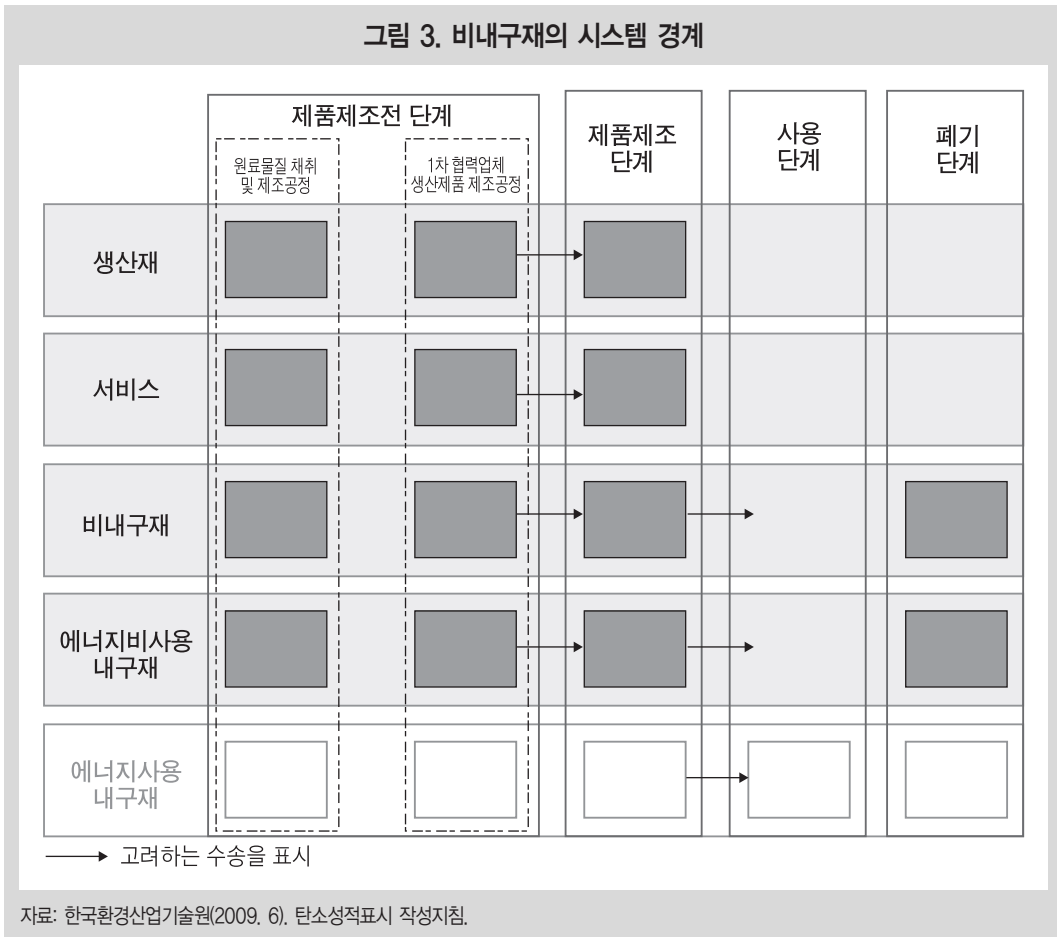 그림 3. 비내구재의 시스템 경계
제품제조전 단계
원료물질 채취
및 제조공정
1차 협력업체
생산제품 제조공정
제품제조
단계
사용
단계
폐기
단계
생산재
서비스
비내구재
에너지비사용
내구재
에너지사용
내구재
고려하는 수송을 표시
자료: 한국환경산업기술원(2009. 6). 탄소성적표시 작성지침.